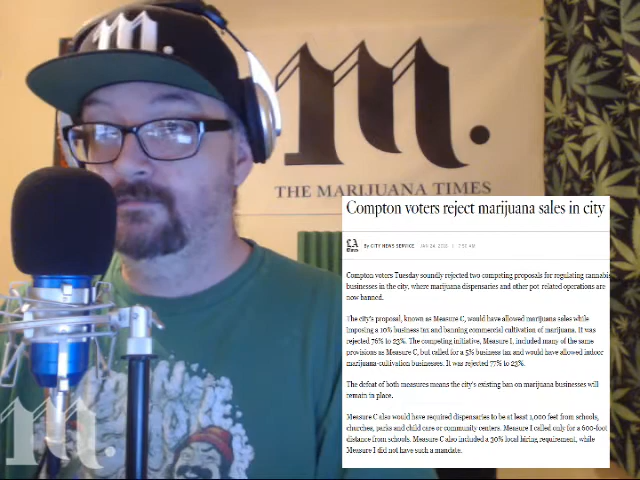 m.
m.
THE MARIJUANA TIMES
Compton voters reject marijuana sales in city
LA
Times
By CITY NEWS SERVICE
Compton voters Tuesday soundly rejected two competing proposals for regulating cannabis
businesses in the city, where marijuana dispensaries and other pot-related operations are
now banned.
The city's proposal, known as Measure C, would have allowed marijuana sales while
imposing a 10% business tax and banning commercial cultivation of marijuana. It was
rejected 76% to 23%. The competing initiative, Measure I, included many of the same
provisions as Measure C, but called for a 5% business tax and would have allowed indoor
marijuana-cultivation businesses. It was rejected 77% to 23%.
The defeat of both measures means the city's existing ban on marijuana businesses will
remain in place.
Measure C also would have required dispensaries to be at least 1,000 feet from schools,
churches, parks and child care or community centers. Measure I called only for a 600-foot
distance from schools. Measure C also included a 30% local hiring requirement, while
Measure I did not have such a mandate.
m.